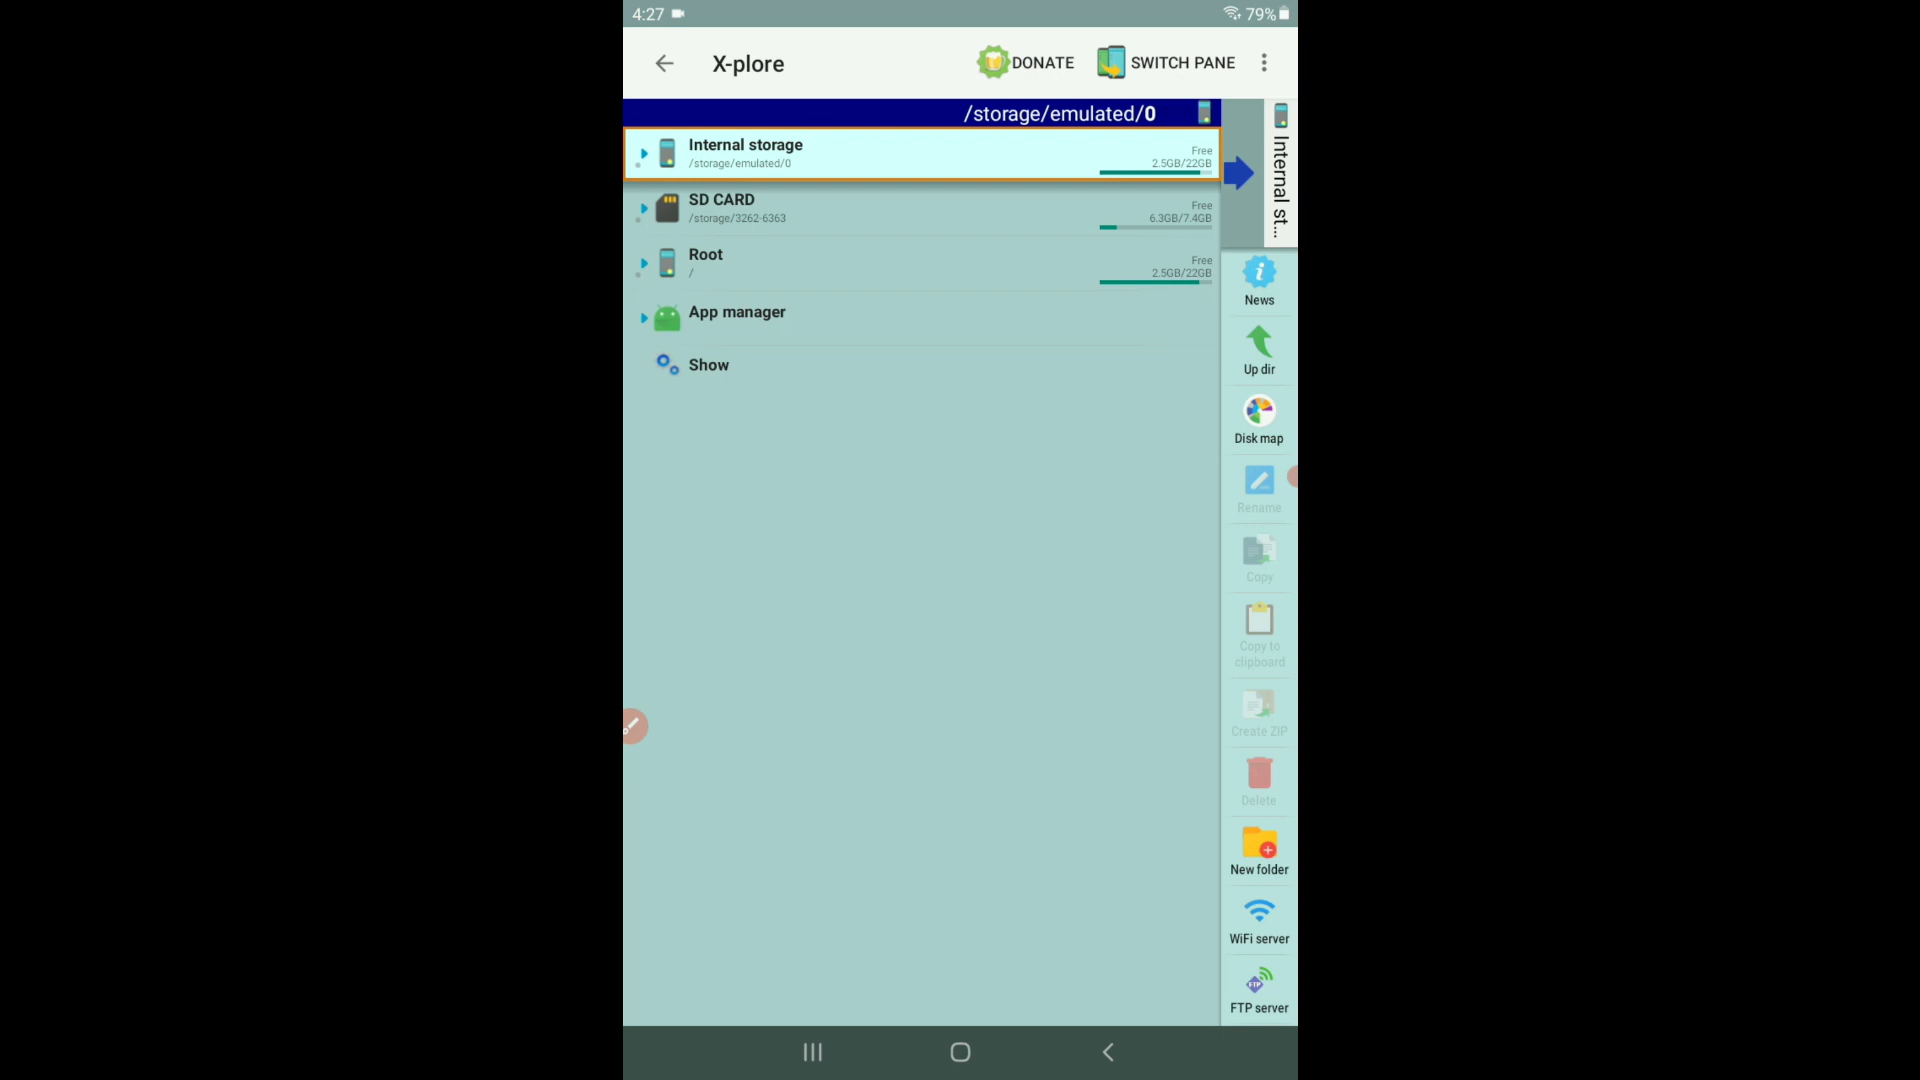 4:27
79%
X-plore
DONATE
SWITCH PANE
/storage/emulated/0
Internal storage
/storage/emulated/0
Free
2.5GB/22GB
SD CARD
/storage/3262-6363
Free
6.3GB/7.4GB
Root
/
Free
2.5GB/22GB
App manager
Show
Internal st...
News
Up dir
Disk map
Rename
Copy
Copy to
clipboard
Create ZIP
Delete
New folder
WiFi server
FTP
FTP server